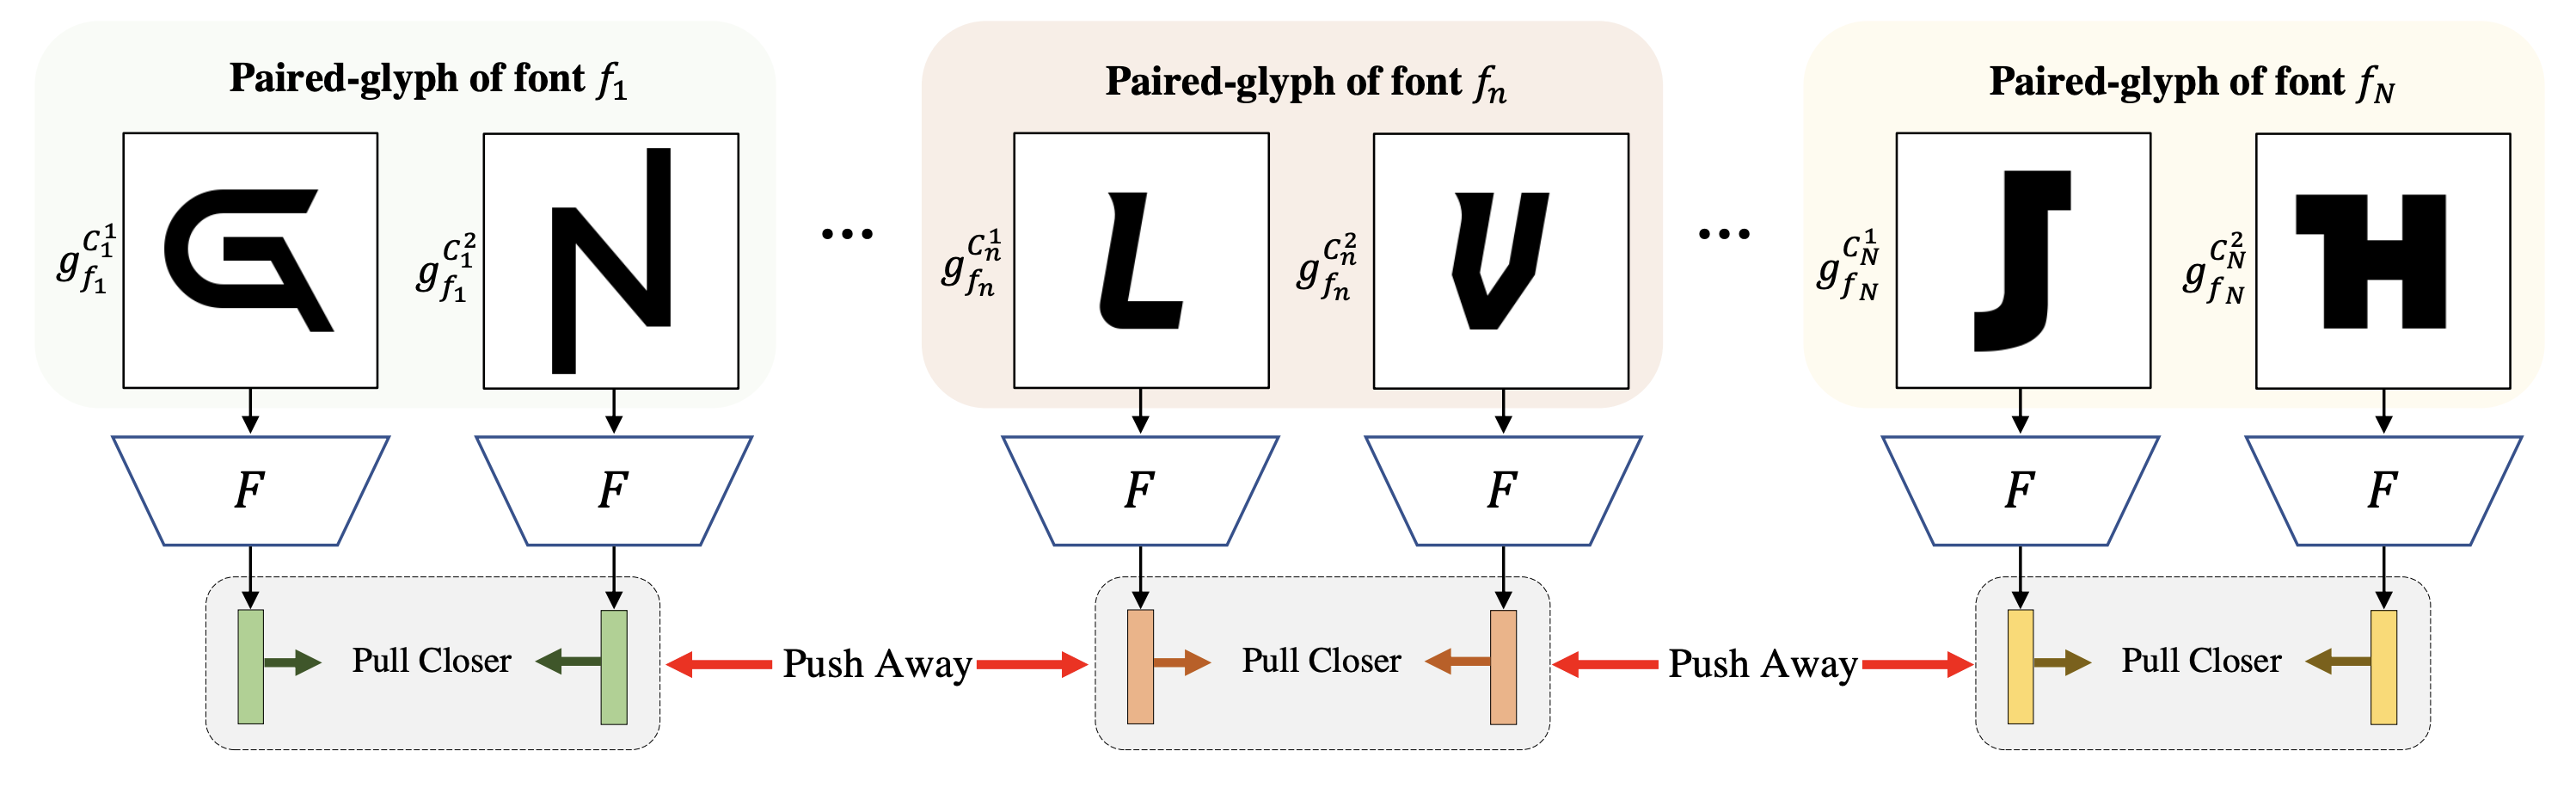 Paired-glyph of font f₁
Paired-glyph of font fₙ
Paired-glyph of font f_N
g_{f_1}^{C_1^1} G g_{f_1}^{C_1^2} N ... g_{f_n}^{C_n^1} L g_{f_n}^{C_n^2} V ... g_{f_N}^{C_N^1} J g_{f_N}^{C_N^2} H
F F F F F F
Pull Closer Push Away Pull Closer Push Away Pull Closer